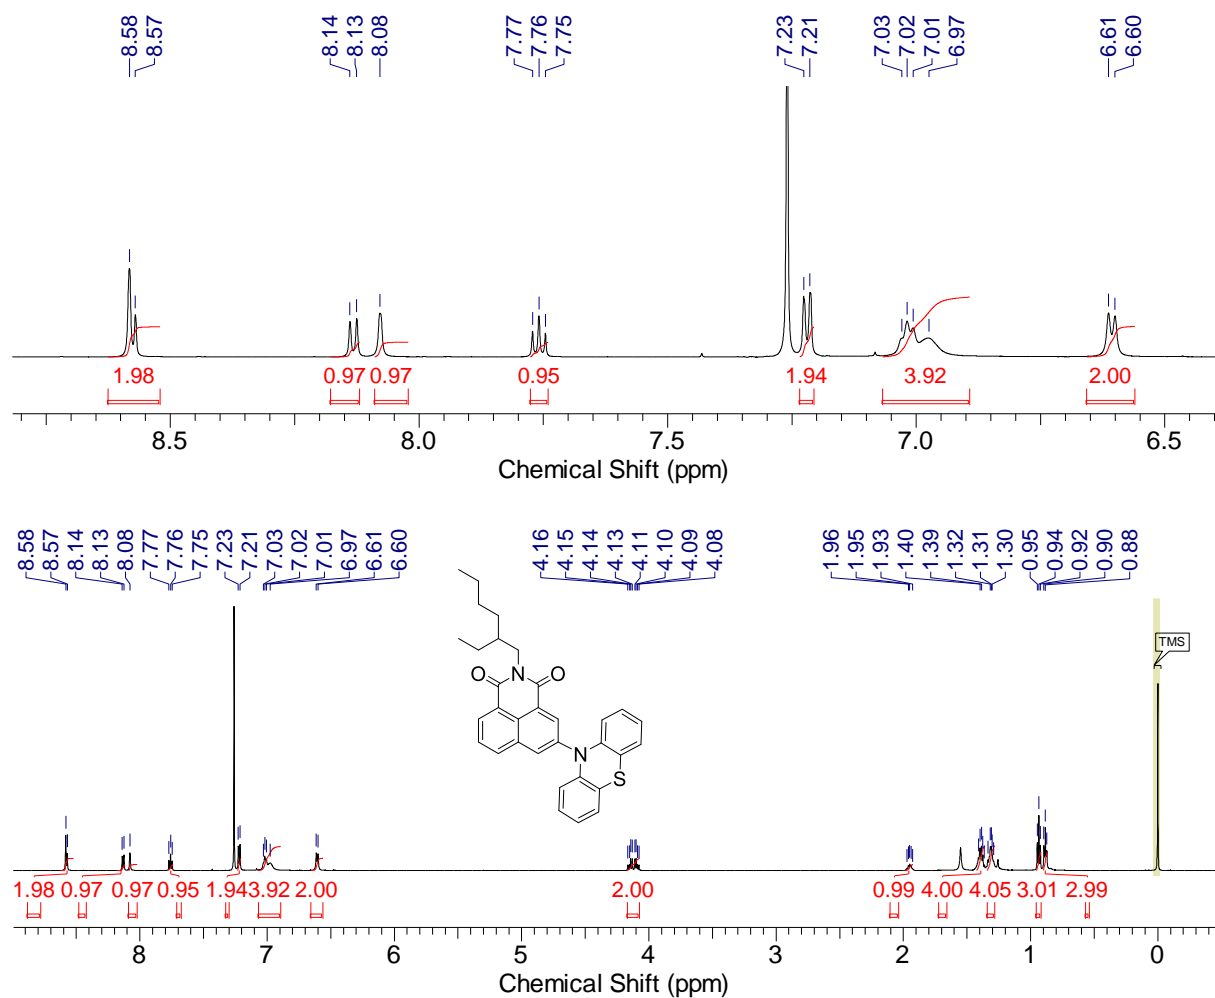 8.58 8.57 8.14 8.13 8.08 7.77 7.76 7.75 7.23 7.21 7.03 7.02 7.01 6.97 6.61 6.60
1.98 0.97 0.97 0.95 1.94 3.92 2.00
8.5 8.0 7.5 7.0 6.5
Chemical Shift (ppm)
8.58 8.57 8.14 8.13 8.08 7.77 7.76 7.75 7.23 7.21 7.03 7.02 7.01 6.97 6.61 6.60 4.16 4.15 4.14 4.13 4.11 4.10 4.09 4.08 1.96 1.95 1.93 1.40 1.39 1.32 1.31 1.30 0.95 0.94 0.92 0.90 0.88
TMS
O N O
N
S
1.98 0.97 0.97 0.95 1.94 3.92 2.00 2.00 0.99 4.00 4.05 3.01 2.99
8 7 6 5 4 3 2 1 0
Chemical Shift (ppm)